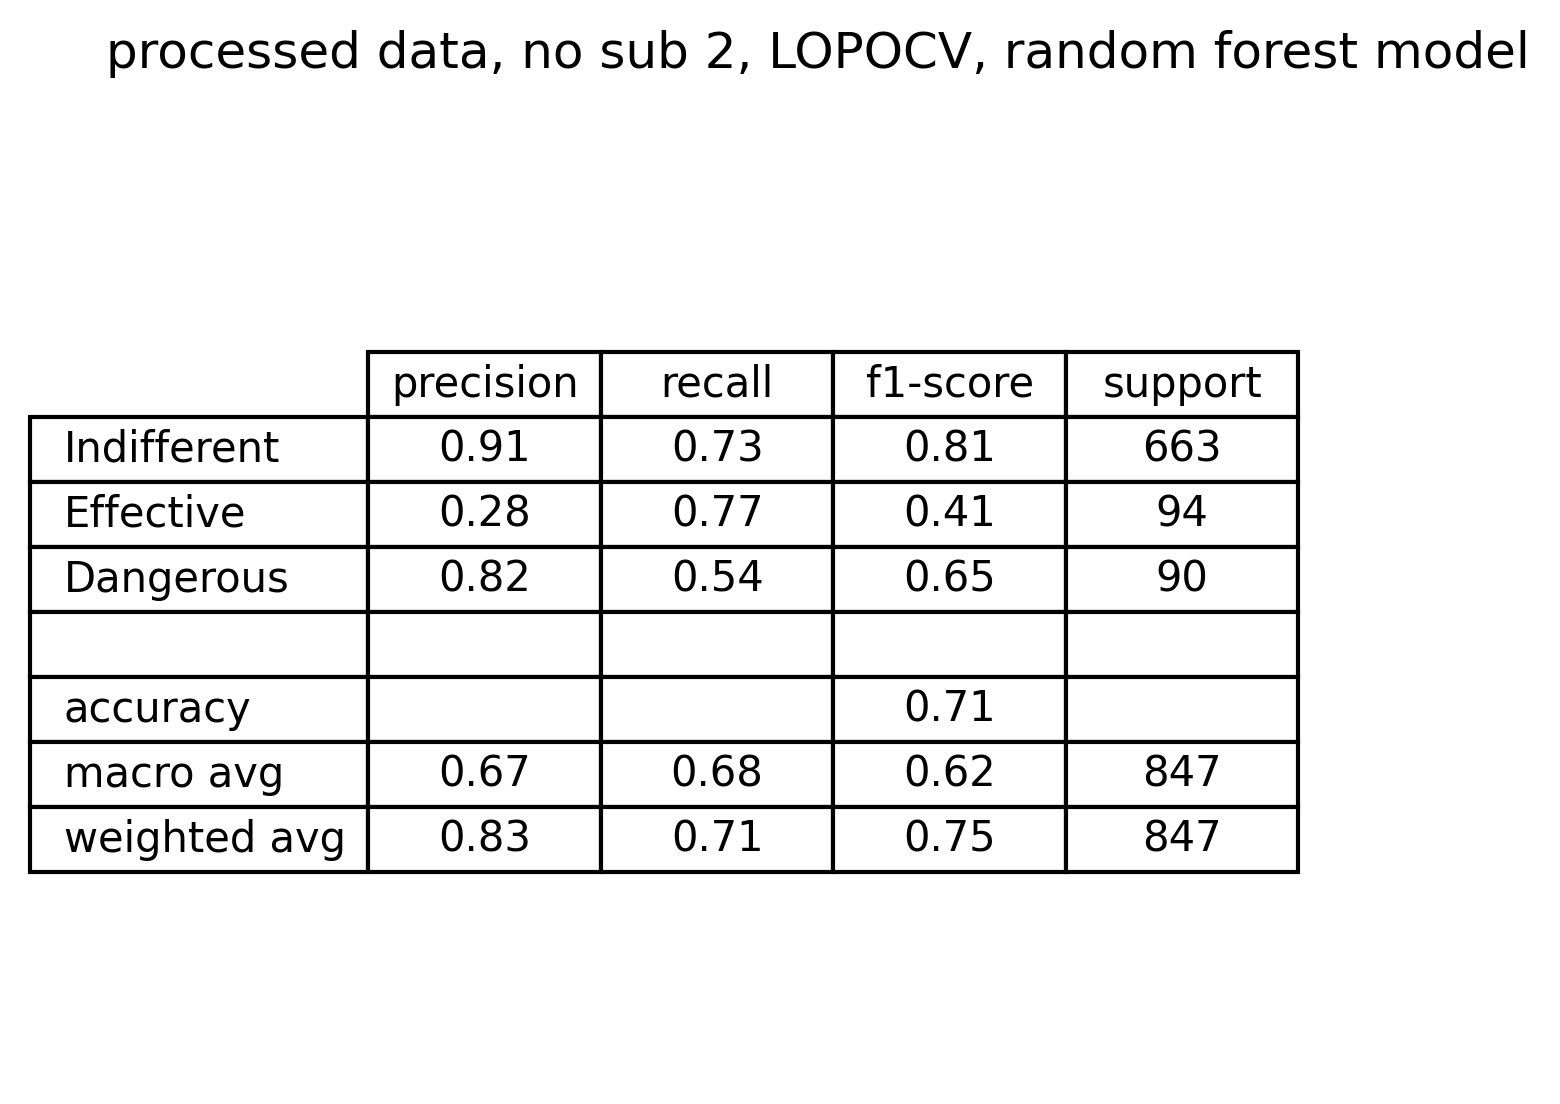 processed data, no sub 2, LOPOCV, random forest model
precision recall f1-score support
Indifferent 0.91 0.73 0.81 663
Effective 0.28 0.77 0.41 94
Dangerous 0.82 0.54 0.65 90
accuracy 0.71
macro avg 0.67 0.68 0.62 847
weighted avg 0.83 0.71 0.75 847